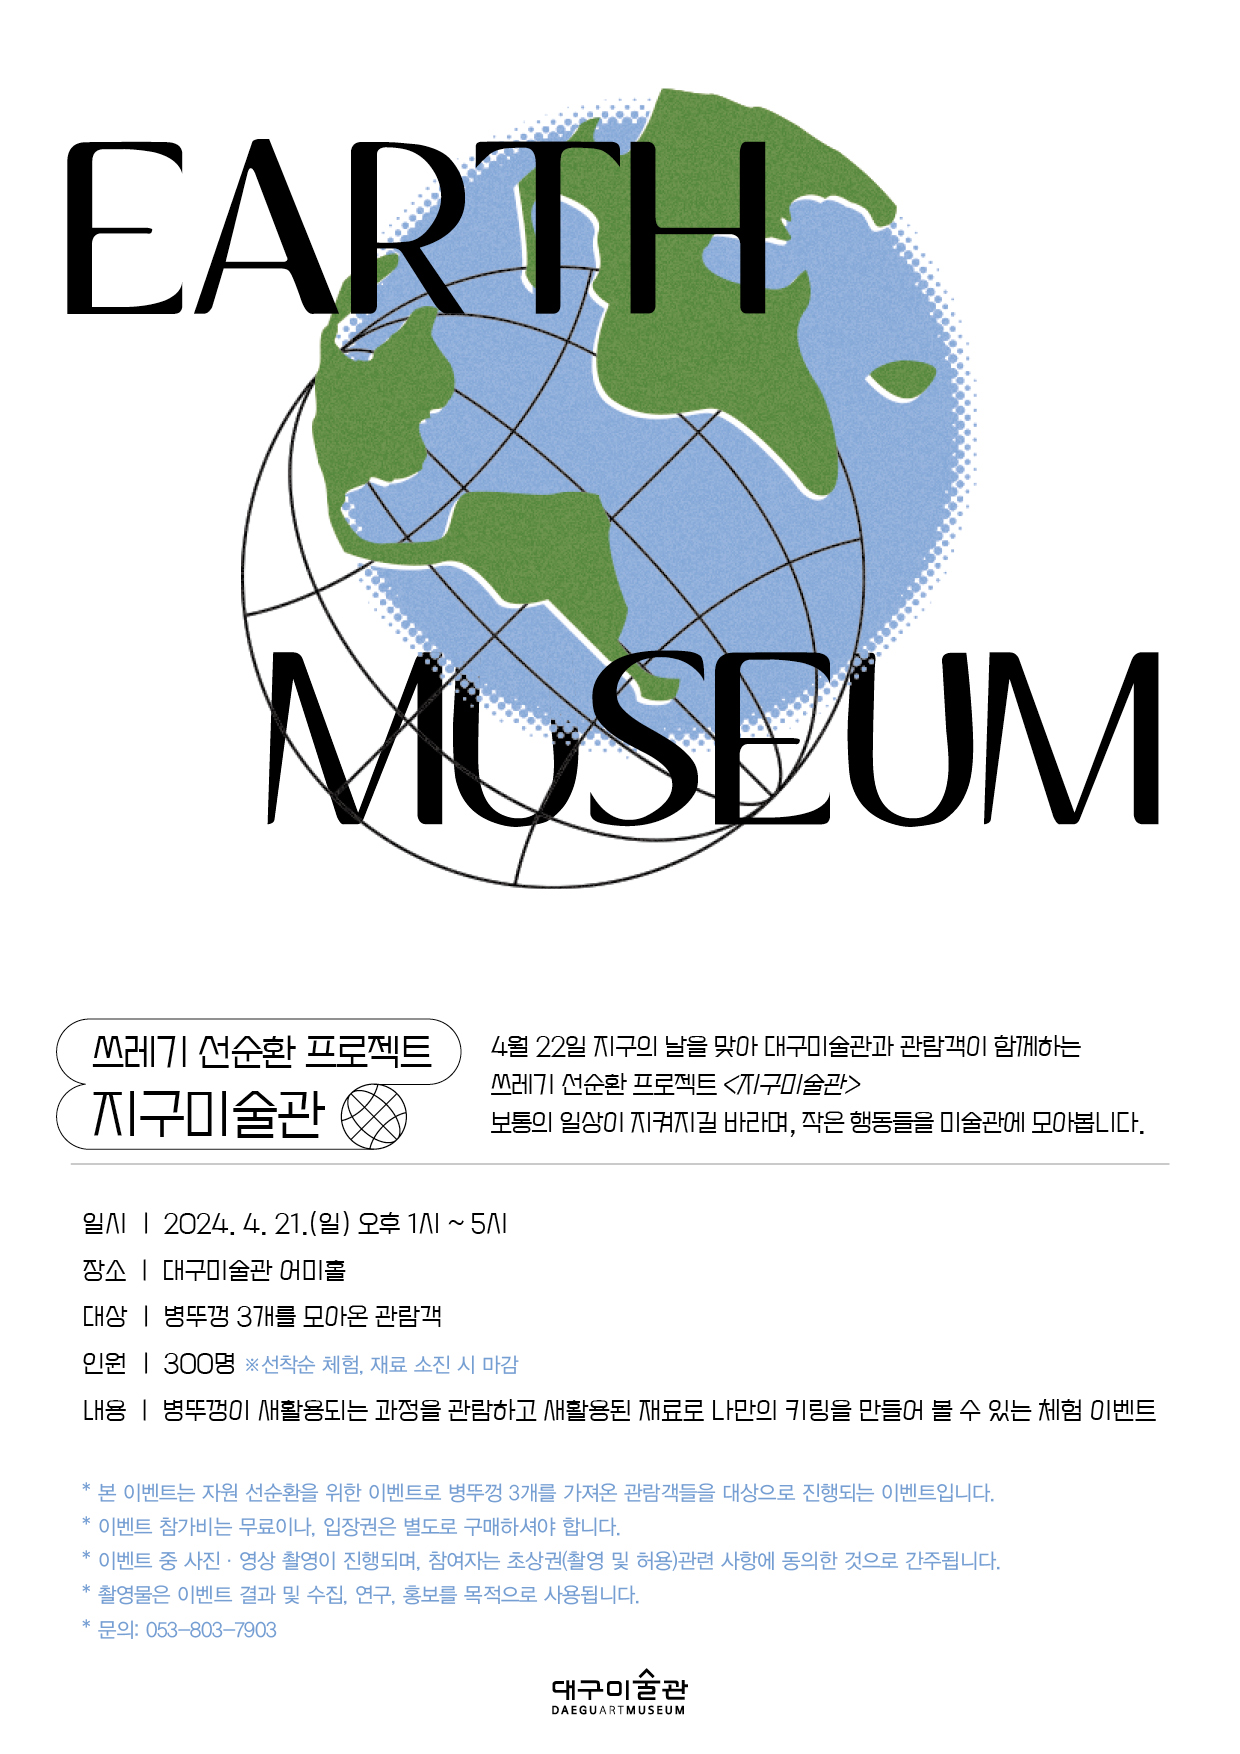 EARTH
MUSEUM
쓰레기 선순환 프로젝트
지구미술관
4월 22일 지구의 날을 맞아 대구미술관과 관람객이 함께하는
쓰레기 선순환 프로젝트 <지구미술관>
보통의 일상이 지켜지길 바라며, 작은 행동들을 미술관에 모아봅니다.
일시 ㅣ 2024. 4. 21.(일) 오후 1시 ~ 5시
장소 ㅣ 대구미술관 어미홀
대상 ㅣ 병뚜껑 3개를 모아온 관람객
인원 ㅣ 300명 ※선착순 체험, 재료 소진 시 마감
내용 ㅣ 병뚜껑이 새활용되는 과정을 관람하고 새활용된 재료로 나만의 키링을 만들어 볼 수 있는 체험 이벤트
* 본 이벤트는 자원 선순환을 위한 이벤트로 병뚜껑 3개를 가져온 관람객들을 대상으로 진행되는 이벤트입니다.
* 이벤트 참가비는 무료이나, 입장권은 별도로 구매하셔야 합니다.
* 이벤트 중 사진 · 영상 촬영이 진행되며, 참여자는 초상권(촬영 및 허용)관련 사항에 동의한 것으로 간주됩니다.
* 촬영물은 이벤트 결과 및 수집, 연구, 홍보를 목적으로 사용됩니다.
* 문의: 053-803-7903
대구미술관
DAEGUARTMUSEUM